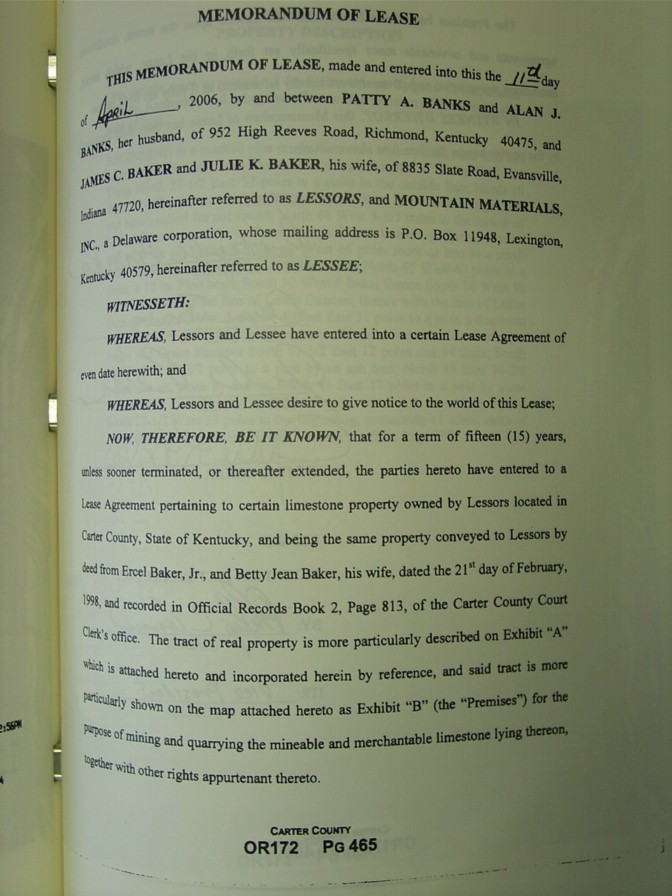 MEMORANDUM OF LEASE
THIS MEMORANDUM OF LEASE, made and entered into this the 11th day
of April, 2006, by and between PATTY A. BANKS and ALAN J.
BANKS, her husband, of 952 High Reeves Road, Richmond, Kentucky 40475, and
JAMES C. BAKER and JULIE K. BAKER, his wife, of 8835 Slate Road, Evansville,
Indiana 47720, hereinafter referred to as LESSORS, and MOUNTAIN MATERIALS,
INC., a Delaware corporation, whose mailing address is P.O. Box 11948, Lexington,
Kentucky 40579, hereinafter referred to as LESSEE;
WITNESSETH:
WHEREAS, Lessors and Lessee have entered into a certain Lease Agreement of
even date herewith; and
WHEREAS, Lessors and Lessee desire to give notice to the world of this Lease;
NOW, THEREFORE, BE IT KNOWN, that for a term of fifteen (15) years,
unless sooner terminated, or thereafter extended, the parties hereto have entered to a
Lease Agreement pertaining to certain limestone property owned by Lessors located in
Carter County, State of Kentucky, and being the same property conveyed to Lessors by
deed from Ercel Baker, Jr., and Betty Jean Baker, his wife, dated the 21st day of February,
1998, and recorded in Official Records Book 2, Page 813, of the Carter County Court
Clerk's office. The tract of real property is more particularly described on Exhibit "A"
which is attached hereto and incorporated herein by reference, and said tract is more
particularly shown on the map attached hereto as Exhibit "B" (the "Premises") for the
purpose of mining and quarrying the mineable and merchantable limestone lying thereon,
together with other rights appurtenant thereto.
CARTER COUNTY
OR172 PG 465